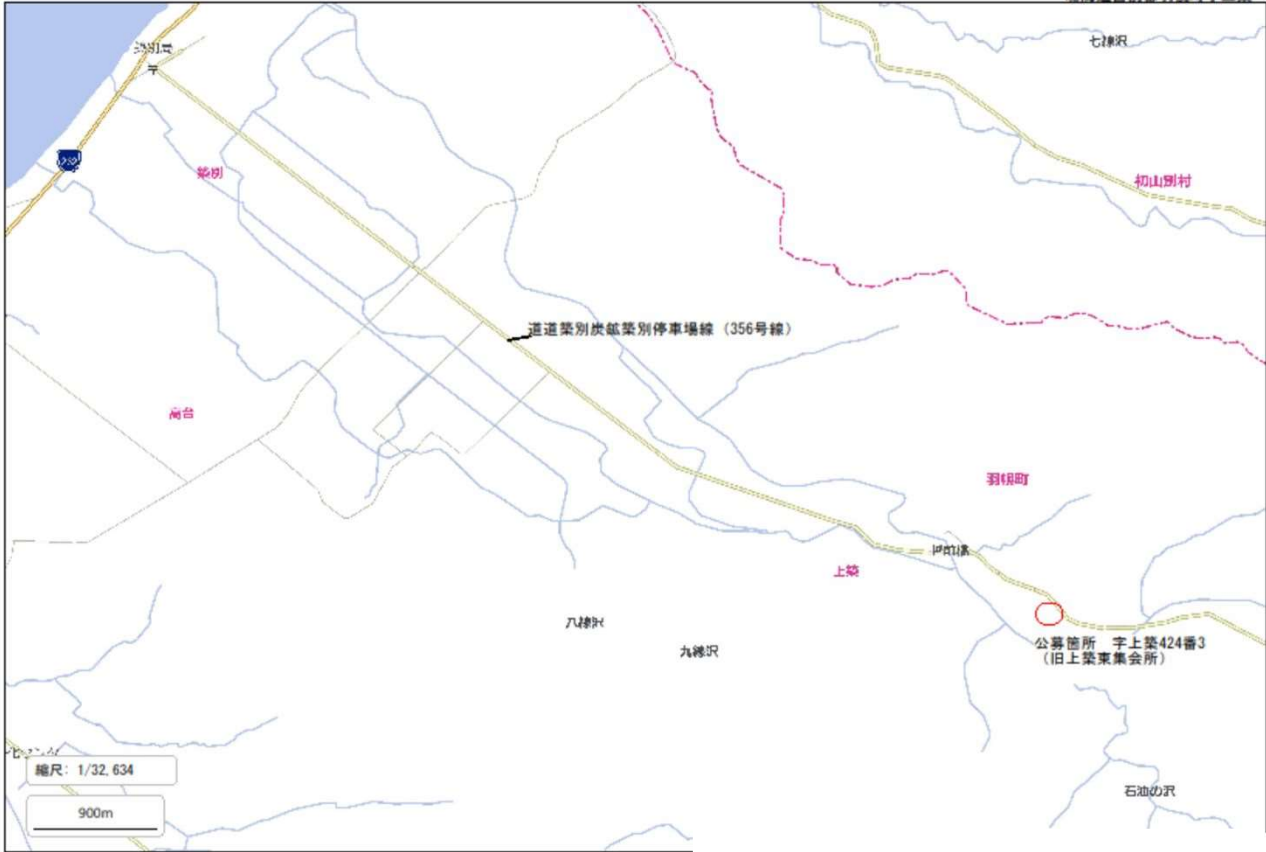 七線沢
築別
初山別村
道道築別炭鉱築別停車場線（356号線）
高台
羽幌町
上築
八線沢
九線沢
公募箇所　字上築424番3
（旧上築東集会所）
石油の沢
縮尺: 1/32,634
900m